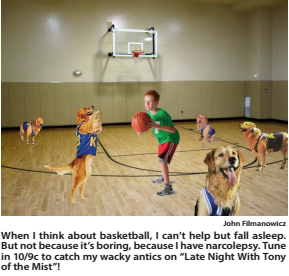 K
John Filmanowicz
When I think about basketball, I can't help but fall asleep.
But not because it's boring, because I have narcolepsy. Tune
in 10/9c to catch my wacky antics on "Late Night With Tony
of the Mist"!